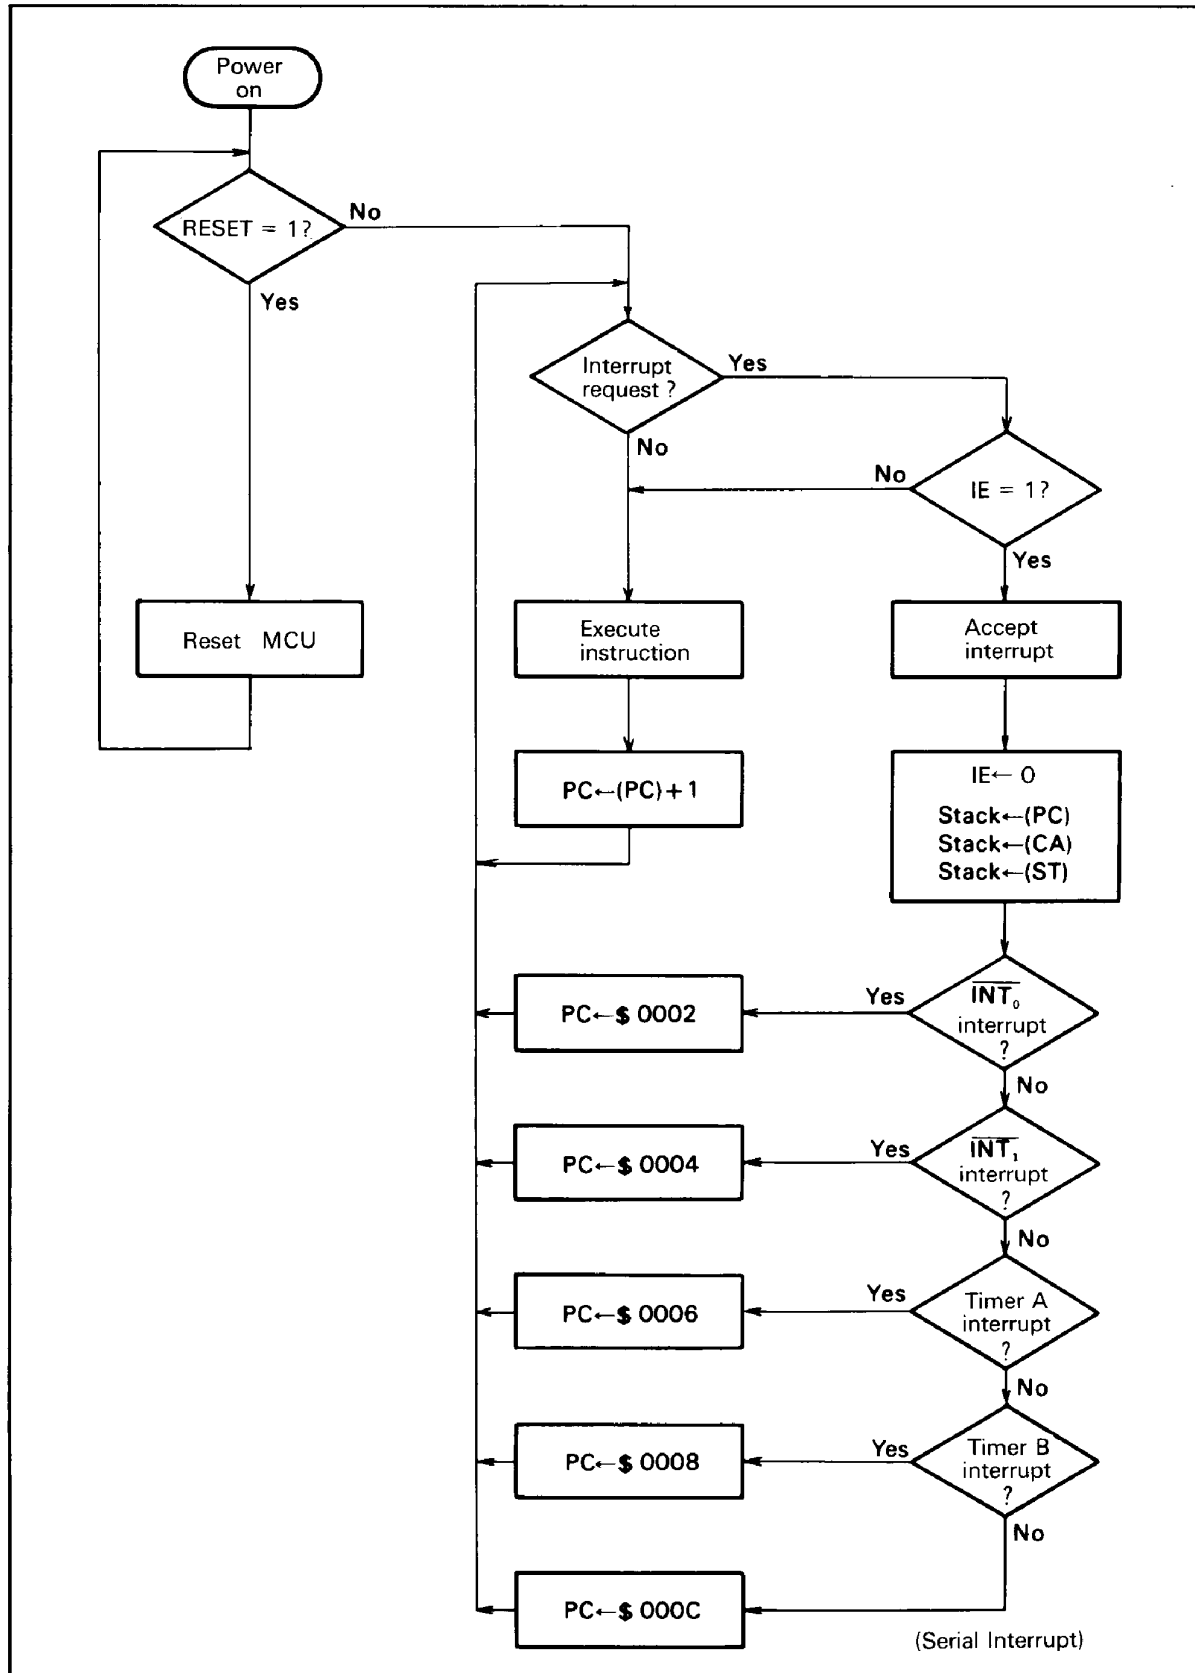 Power
on
RESET = 1?
No
Yes
Interrupt
request ?
Yes
No
IE = 1?
No
Yes
Reset MCU
Execute
instruction
Accept
interrupt
PC←(PC)+1
IE←0
Stack←(PC)
Stack←(CA)
Stack←(ST)
I̅N̅T̅₀
interrupt
?
Yes
PC←$0002
No
I̅N̅T̅₁
interrupt
?
Yes
PC←$0004
No
Timer A
interrupt
?
Yes
PC←$0006
No
Timer B
interrupt
?
Yes
PC←$0008
No
PC←$000C
(Serial Interrupt)